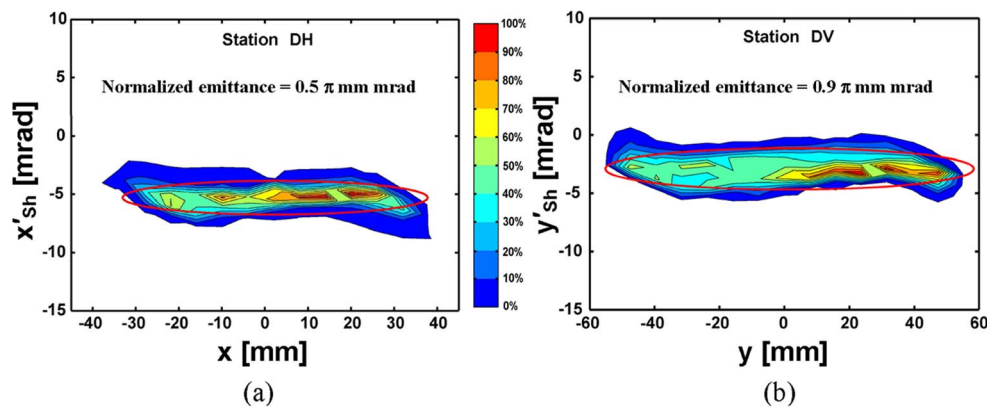 (a)
10
5
0
-5
-10
-15
x'Sh [mrad]
Station DH
Normalized emittance = 0.5 π mm mrad
-40 -30 -20 -10 0 10 20 30 40
x [mm]
100%
90%
80%
70%
60%
50%
40%
30%
20%
10%
0%
(b)
10
5
0
-5
-10
-15
y'Sh [mrad]
Station DV
Normalized emittance = 0.9 π mm mrad
-60 -40 -20 0 20 40 60
y [mm]
(a)
(b)